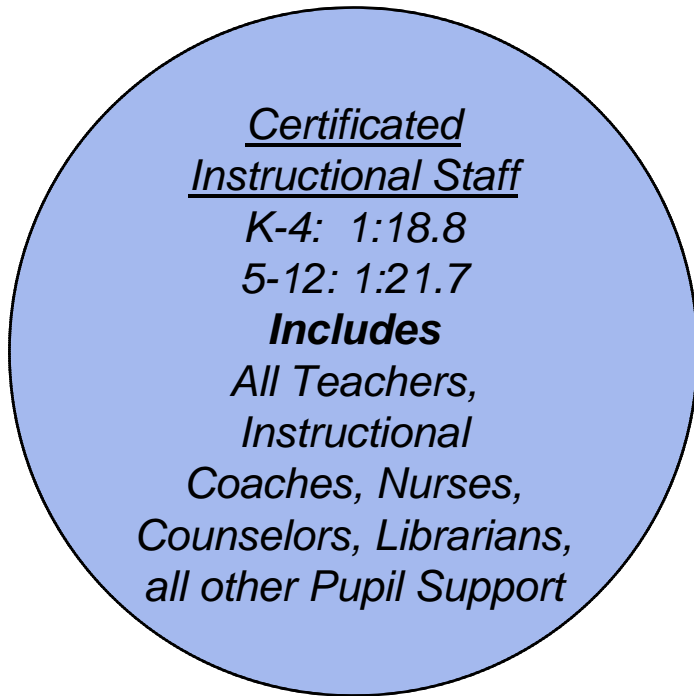 Certificated
Instructional Staff
K-4:  1:18.8
5-12: 1:21.7
Includes
All Teachers,
Instructional
Coaches, Nurses,
Counselors, Librarians,
all other Pupil Support